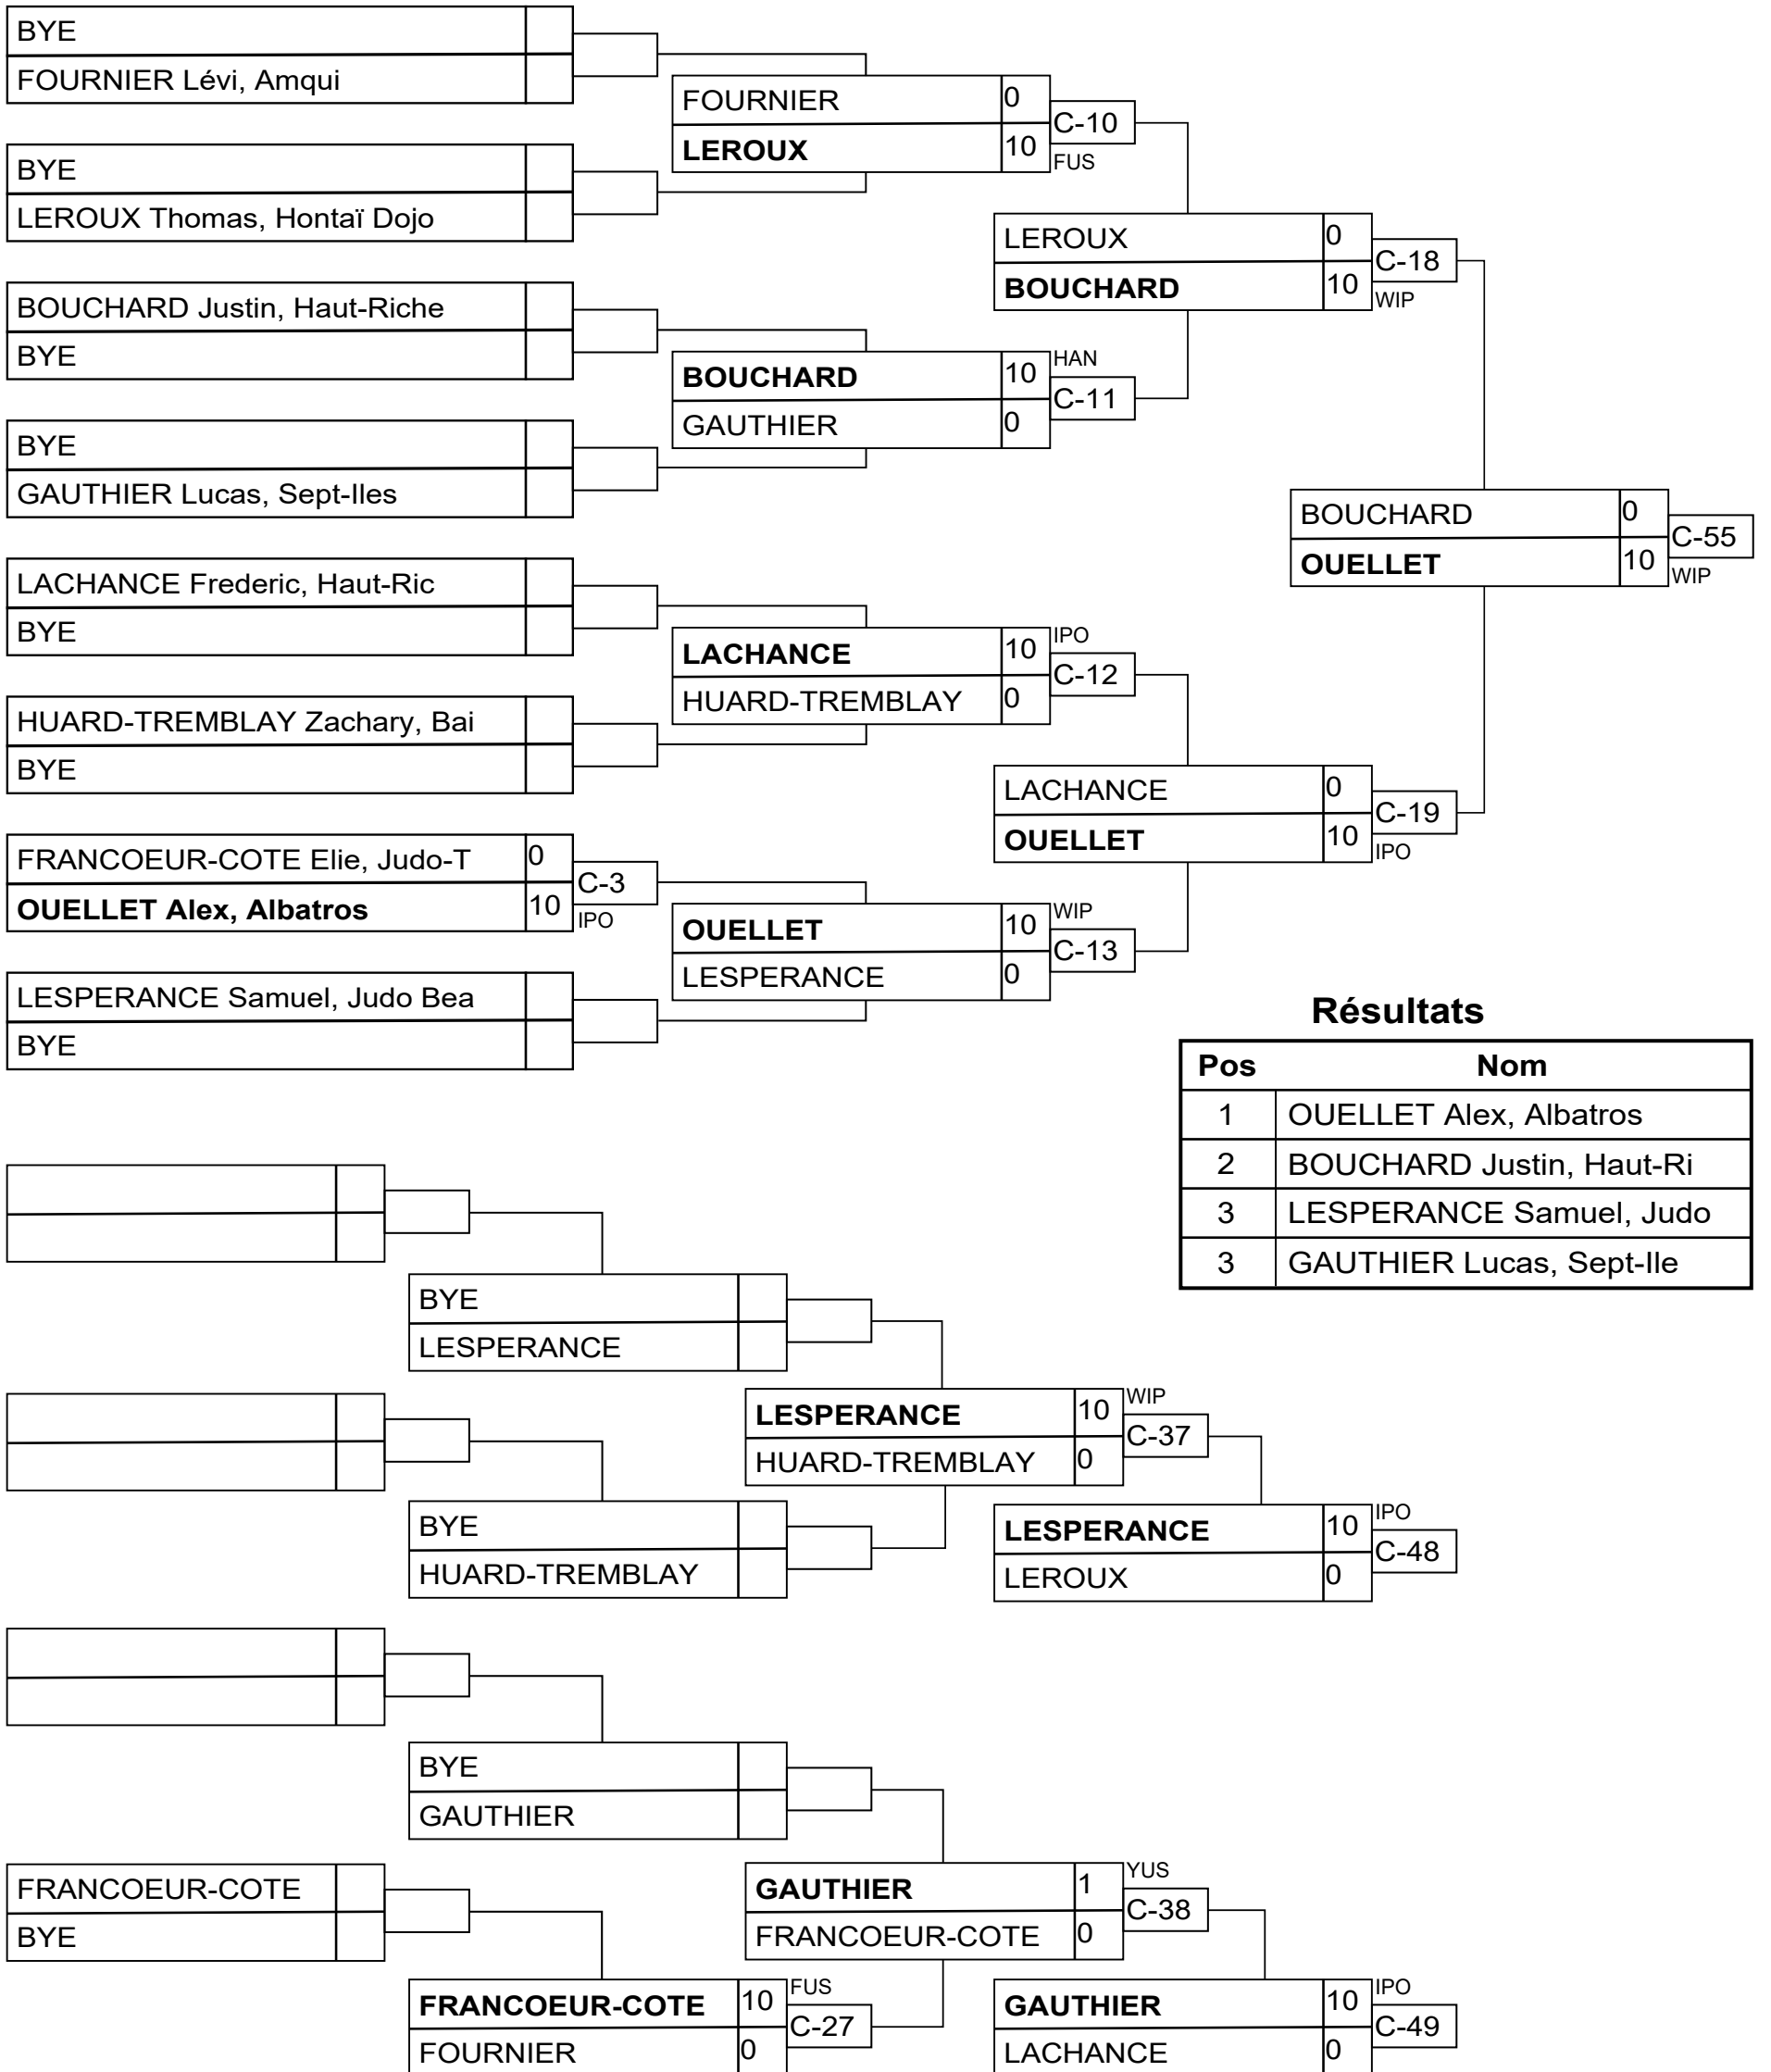 BYE
FOURNIER Lévi, Amqui
FOURNIER 0
C-10
LEROUX 10
FUS
BYE
LEROUX Thomas, Hontaï Dojo
LEROUX 0
C-18
BOUCHARD 10
WIP
BOUCHARD Justin, Haut-Riche
BYE
HAN
BOUCHARD 10
C-11
GAUTHIER 0
BYE
GAUTHIER Lucas, Sept-Iles
BOUCHARD 0
C-55
OUELLET 10
WIP
LACHANCE Frederic, Haut-Ric
BYE
IPO
LACHANCE 10
C-12
HUARD-TREMBLAY 0
HUARD-TREMBLAY Zachary, Bai
BYE
LACHANCE 0
C-19
OUELLET 10
IPO
FRANCOEUR-COTE Elie, Judo-T 0
C-3
OUELLET Alex, Albatros 10
IPO
WIP
OUELLET 10
C-13
LESPERANCE 0
LESPERANCE Samuel, Judo Bea
BYE
Résultats
Pos Nom
1 OUELLET Alex, Albatros
2 BOUCHARD Justin, Haut-Ri
3 LESPERANCE Samuel, Judo
3 GAUTHIER Lucas, Sept-Ile
BYE
LESPERANCE
WIP
LESPERANCE 10
C-37
HUARD-TREMBLAY 0
BYE
HUARD-TREMBLAY
IPO
LESPERANCE 10
C-48
LEROUX 0
BYE
GAUTHIER
FRANCOEUR-COTE
BYE
YUS
GAUTHIER 1
C-38
FRANCOEUR-COTE 0
FUS
FRANCOEUR-COTE 10
C-27
FOURNIER 0
IPO
GAUTHIER 10
C-49
LACHANCE 0